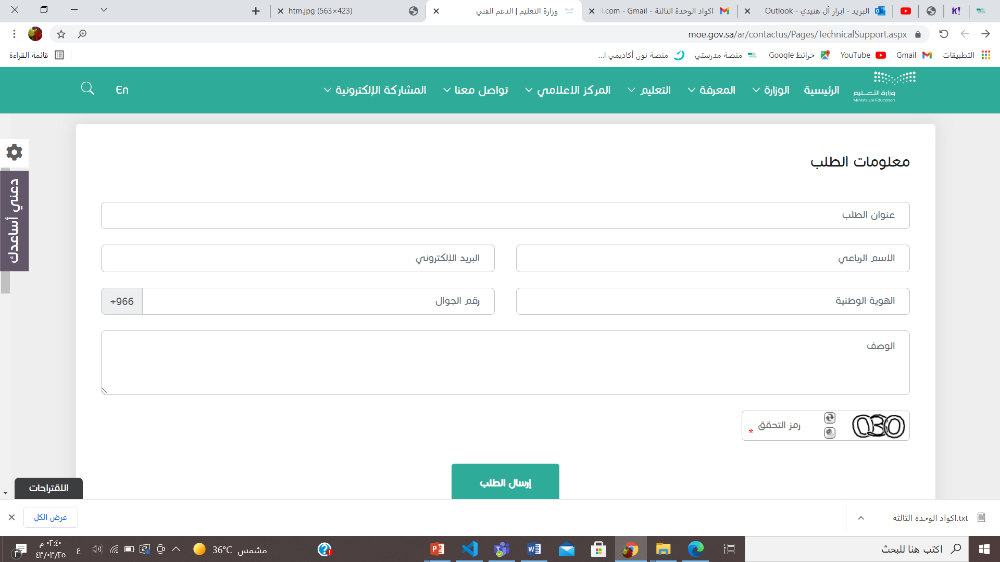 البريد - ابرار آل هنيدي - Outlook
اكواد الوحدة الثالثة - Gmail - l.com
وزارة التعليم | الدعم الفني
htm.jpg (563×423)
moe.gov.sa/ar/contactus/Pages/TechnicalSupport.aspx
التطبيقات
Gmail
YouTube
خرائط Google
منصة مدرستي
منصة نون أكاديمي ا...
قائمة القراءة
وزارة التعـــليم
Ministry of Education
الرئيسية
الوزارة
المعرفة
التعليم
المركز الاعلامي
تواصل معنا
المشاركة الإلكترونية
En
دعني أساعدك
معلومات الطلب
عنوان الطلب
الاسم الرباعي
البريد الإلكتروني
الهوية الوطنية
رقم الجوال
+966
الوصف
030
رمز التحقق *
إرسال الطلب
الاقتراحات
اكواد الوحدة الثالثة.txt
عرض الكل
اكتب هنا للبحث
مشمس 36°C
ع
٠٢:٤٠ م
٤٣/٠٣/٢٥
٣